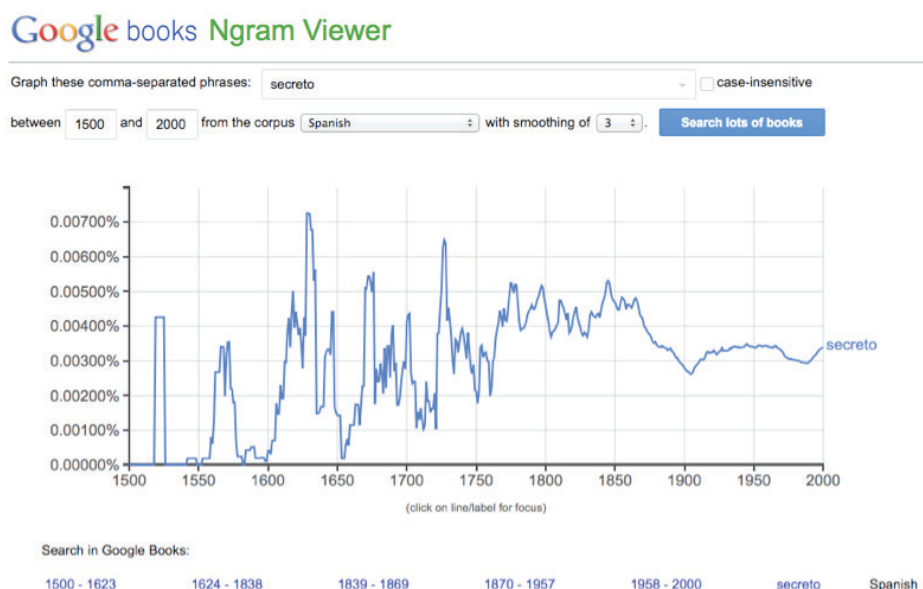 Google books Ngram Viewer
Graph these comma-separated phrases: secreto case-insensitive
between 1500 and 2000 from the corpus Spanish with smoothing of 3 . Search lots of books
0.00700%
0.00600%
0.00500%
0.00400%
0.00300%
0.00200%
0.00100%
0.00000%
secreto
1500 1550 1600 1650 1700 1750 1800 1850 1900 1950 2000
(click on line/label for focus)
Search in Google Books:
1500 - 1623 1624 - 1838 1839 - 1869 1870 - 1957 1958 - 2000 secreto Spanish